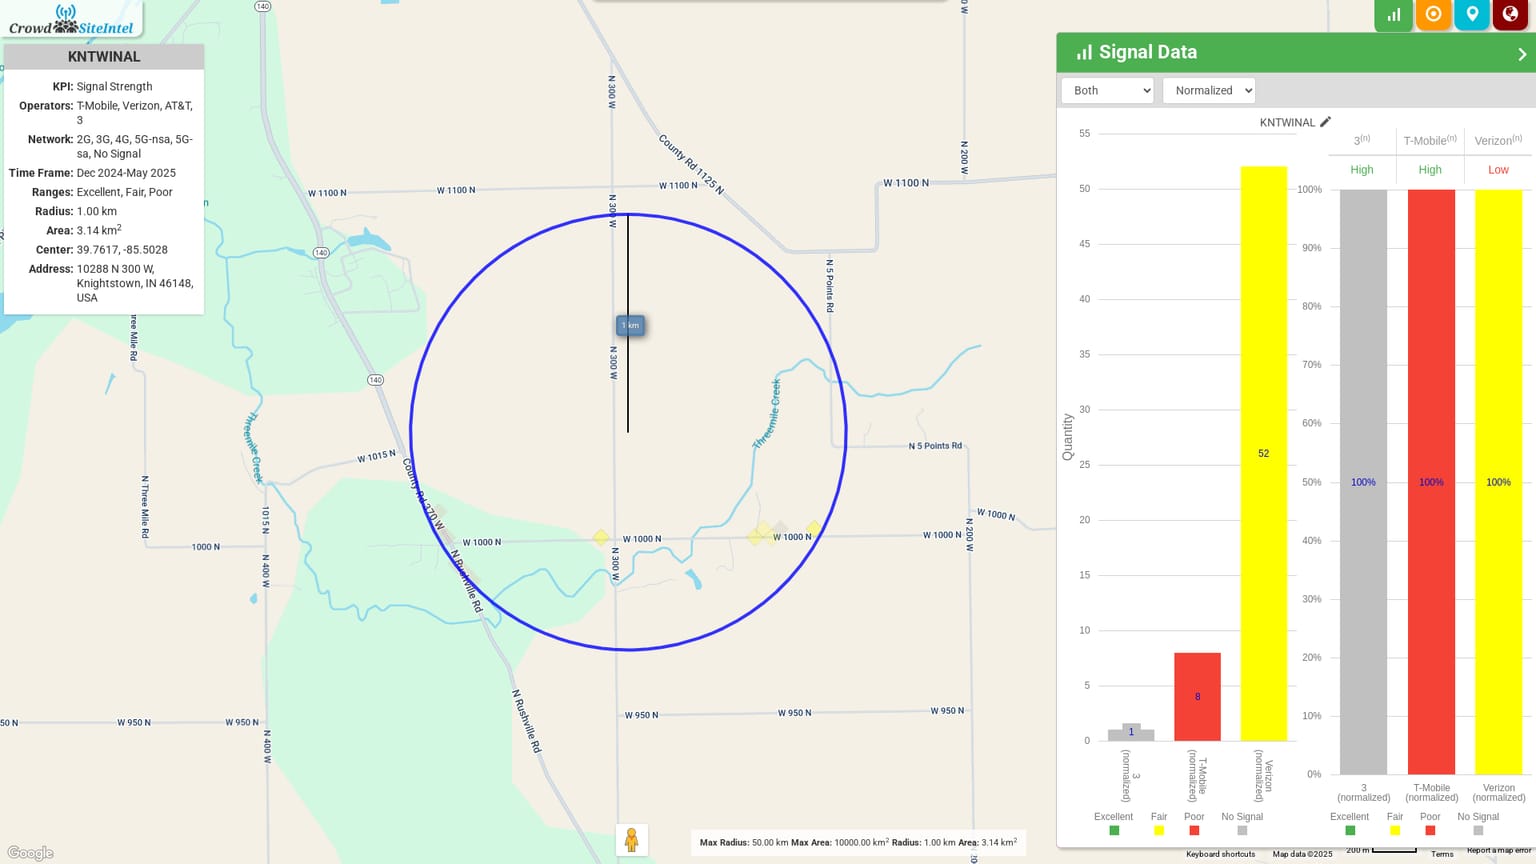 Crowd SiteIntel
KNTWINAL
KPI: Signal Strength
Operators: T-Mobile, Verizon, AT&T,
3
Network: 2G, 3G, 4G, 5G-nsa, 5G-
sa, No Signal
Time Frame: Dec 2024-May 2025
Ranges: Excellent, Fair, Poor
Radius: 1.00 km
Area: 3.14 km²
Center: 39.7617, -85.5028
Address: 10288 N 300 W,
Knightstown, IN 46148,
USA
140
N 300 W
N 200 W
County Rd 1125 N
N 200 W
W 1100 N
W 1100 N
W 1100 N
W 1100 N
N 300 W
140
N 5 Points Rd
1 km
ree Mile Rd
N 300 W
140
Threemile Creek
Threemile Creek
N 5 Points Rd
W 1015 N
County Rd 370 W
N Three Mile Rd
1015 N
W 1000 N
N 200 W
W 1000 N
W 1000 N
W 1000 N
W 1000 N
1000 N
N 400 W
N Rushville Rd
N 300 W
50 N
W 950 N
W 950 N
W 950 N
W 950 N
W 950 N
N Rushville Rd
N 400 W
Google
Max Radius: 50.00 km Max Area: 10000.00 km² Radius: 1.00 km Area: 3.14 km²
Signal Data
Both
Normalized
KNTWINAL
55
50
45
40
35
30
25
20
15
10
5
0
Quantity
1
8
52
3 (normalized)
T-Mobile (normalized)
Verizon (normalized)
Excellent Fair Poor No Signal
3(n) T-Mobile(n) Verizon(n)
High High Low
100%
90%
80%
70%
60%
50%
40%
30%
20%
10%
0%
100% 100% 100%
3 (normalized)
T-Mobile (normalized)
Verizon (normalized)
Excellent Fair Poor No Signal
Keyboard shortcuts Map data ©2025 200 m Terms Report a map error